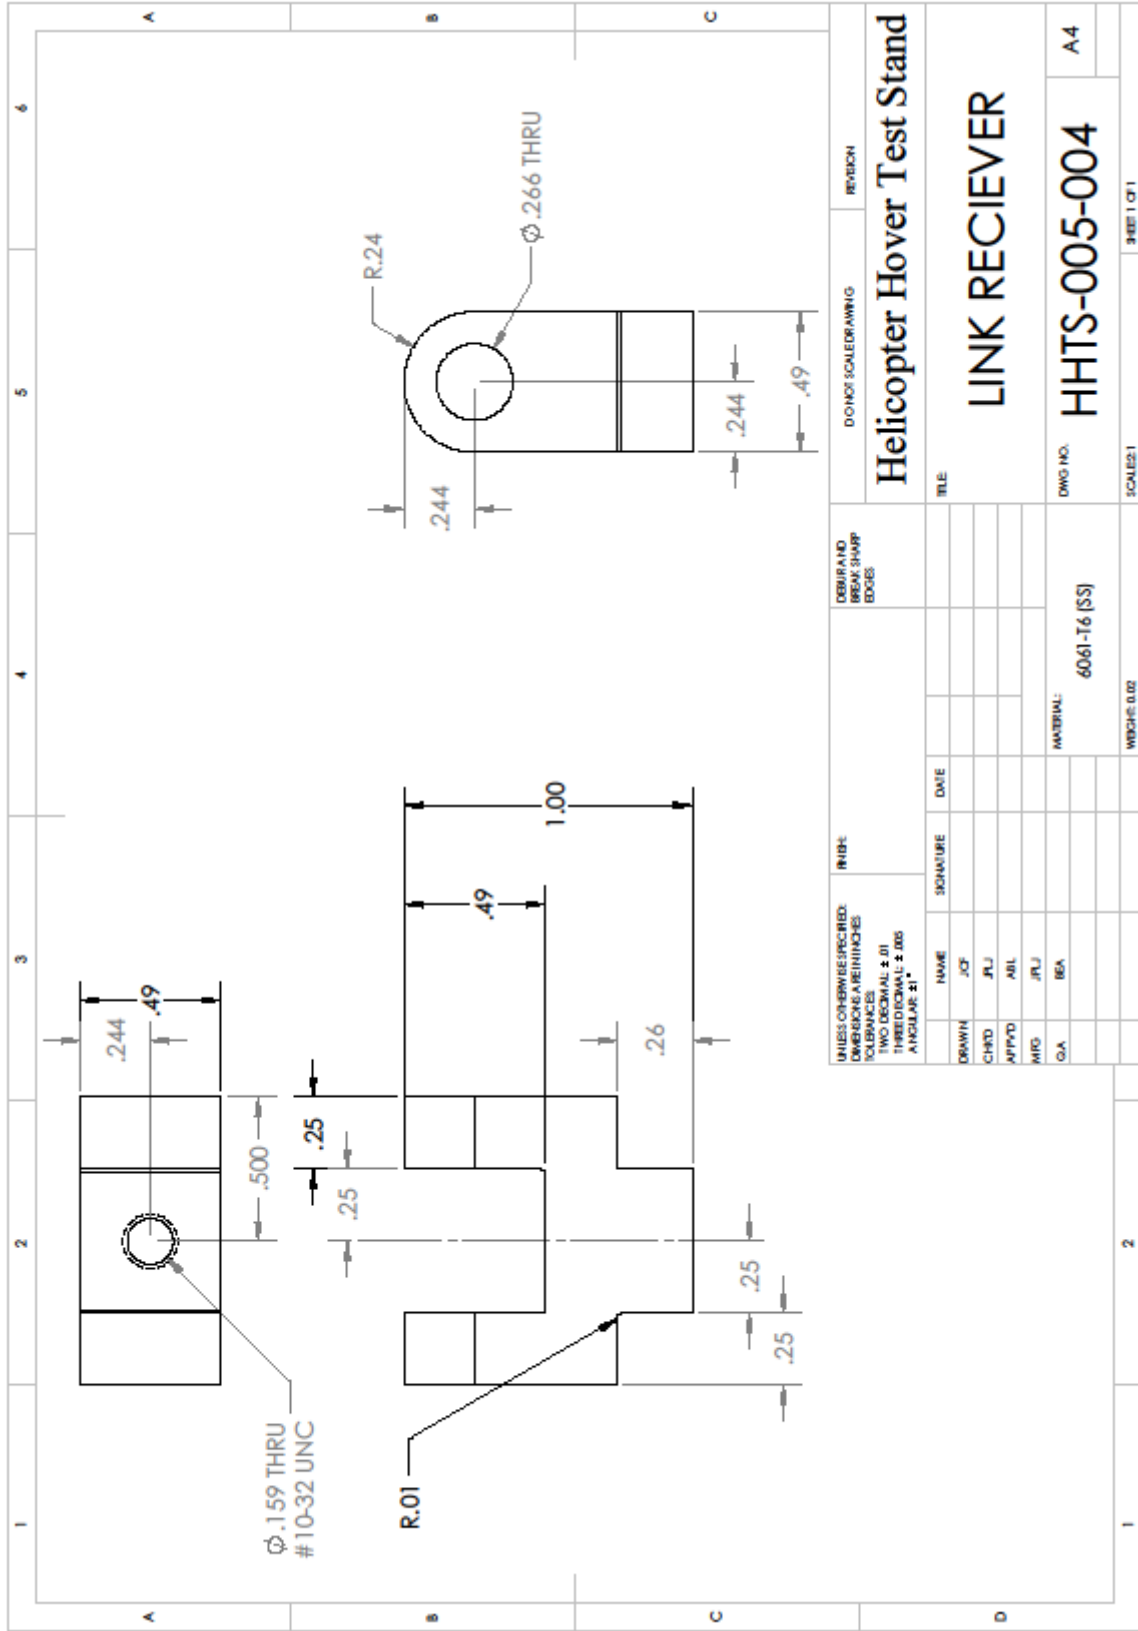 1
2
3
4
5
6
A
B
C
D
A
B
C
1
2
Ø.159 THRU
#10-32 UNC
.244
.49
.500
.25
.25
.49
1.00
.26
.25
.25
R.01
R.24
Ø.266 THRU
.244
.244
.49
UNLESS OTHERWISE SPECIFIED:
DIMENSIONS ARE IN INCHES
TOLERANCES:
TWO DECIMAL: ± .01
THREE DECIMAL: ± .005
ANGULAR: ±1°
FINISH:
DEBUR AND
BREAK SHARP
EDGES
DO NOT SCALE DRAWING
REVISION
Helicopter Hover Test Stand
NAME
SIGNATURE
DATE
DRAWN
JCF
CHK'D
JPLJ
APPV'D
ABL
MFG
JPLJ
Q.A
BEA
TITLE:
LINK RECIEVER
MATERIAL:
6061-T6 (SS)
DWG NO.
HHTS-005-004
A4
WEIGHT: 0.02
SCALE:2:1
SHEET 1 OF 1